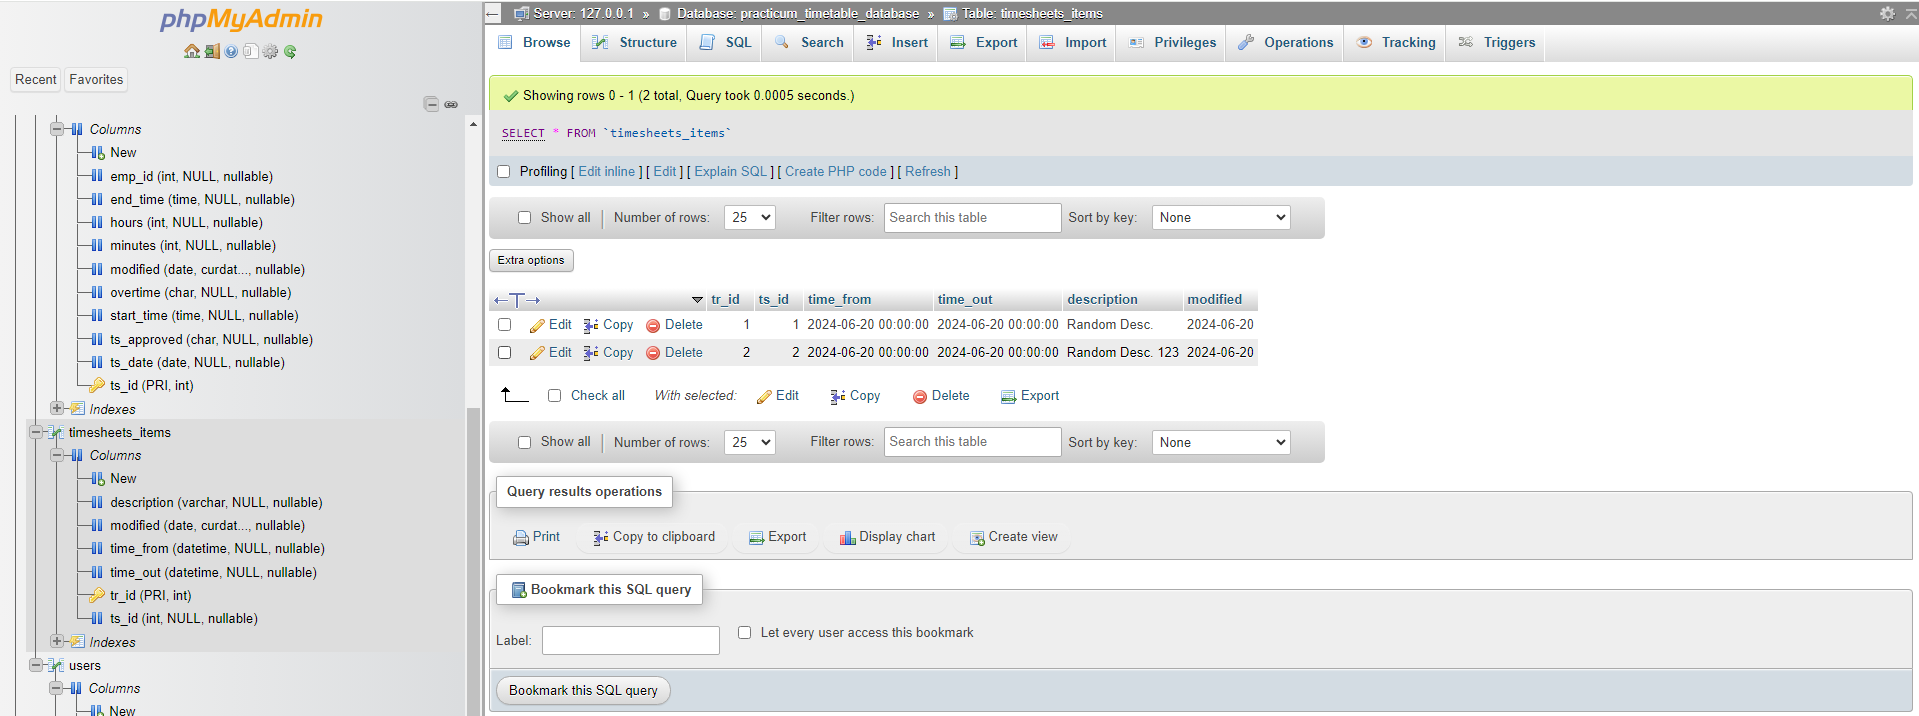 phpMyAdmin
Recent Favorites
Columns
New
emp_id (int, NULL, nullable)
end_time (time, NULL, nullable)
hours (int, NULL, nullable)
minutes (int, NULL, nullable)
modified (date, curdat..., nullable)
overtime (char, NULL, nullable)
start_time (time, NULL, nullable)
ts_approved (char, NULL, nullable)
ts_date (date, NULL, nullable)
ts_id (PRI, int)
Indexes
timesheets_items
Columns
New
description (varchar, NULL, nullable)
modified (date, curdat..., nullable)
time_from (datetime, NULL, nullable)
time_out (datetime, NULL, nullable)
tr_id (PRI, int)
ts_id (int, NULL, nullable)
Indexes
users
Columns
New
Server: 127.0.0.1 » Database: practicum_timetable_database » Table: timesheets_items
Browse Structure SQL Search Insert Export Import Privileges Operations Tracking Triggers
Showing rows 0 - 1 (2 total, Query took 0.0005 seconds.)
SELECT * FROM `timesheets_items`
Profiling [ Edit inline ] [ Edit ] [ Explain SQL ] [ Create PHP code ] [ Refresh ]
Show all Number of rows: 25 Filter rows: Search this table Sort by key: None
Extra options
tr_id ts_id time_from time_out description modified
Edit Copy Delete 1 1 2024-06-20 00:00:00 2024-06-20 00:00:00 Random Desc. 2024-06-20
Edit Copy Delete 2 2 2024-06-20 00:00:00 2024-06-20 00:00:00 Random Desc. 123 2024-06-20
Check all With selected: Edit Copy Delete Export
Show all Number of rows: 25 Filter rows: Search this table Sort by key: None
Query results operations
Print Copy to clipboard Export Display chart Create view
Bookmark this SQL query
Label: Let every user access this bookmark
Bookmark this SQL query